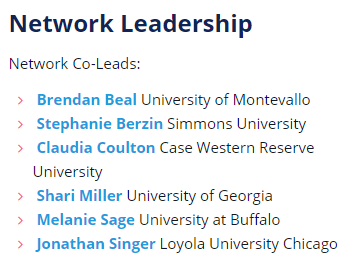 Network Leadership
Network Co-Leads:
Brendan Beal University of Montevallo
Stephanie Berzin Simmons University
Claudia Coulton Case Western Reserve
University
Shari Miller University of Georgia
Melanie Sage University at Buffalo
Jonathan Singer Loyola University Chicago